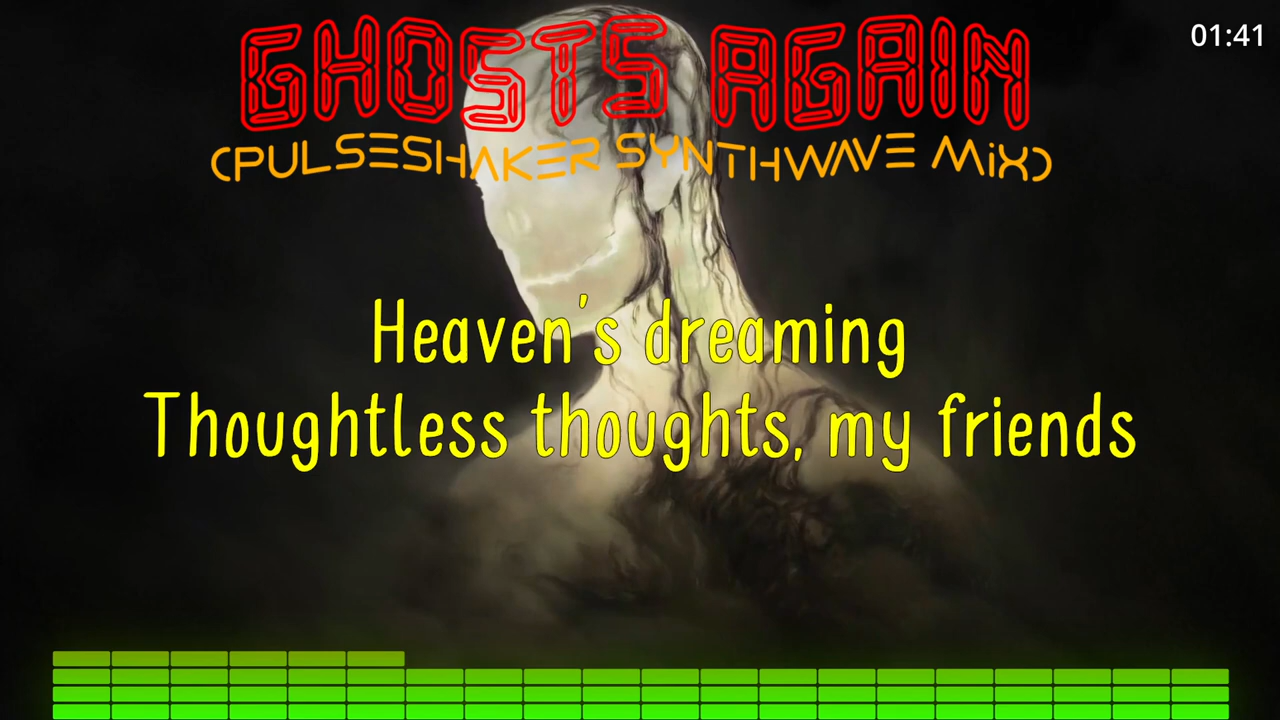 GHOSTS AGAIN
01:41
(PULSESHAKER SYNTHWAVE MiX)
Heaven's dreaming
Thoughtless thoughts, my friends